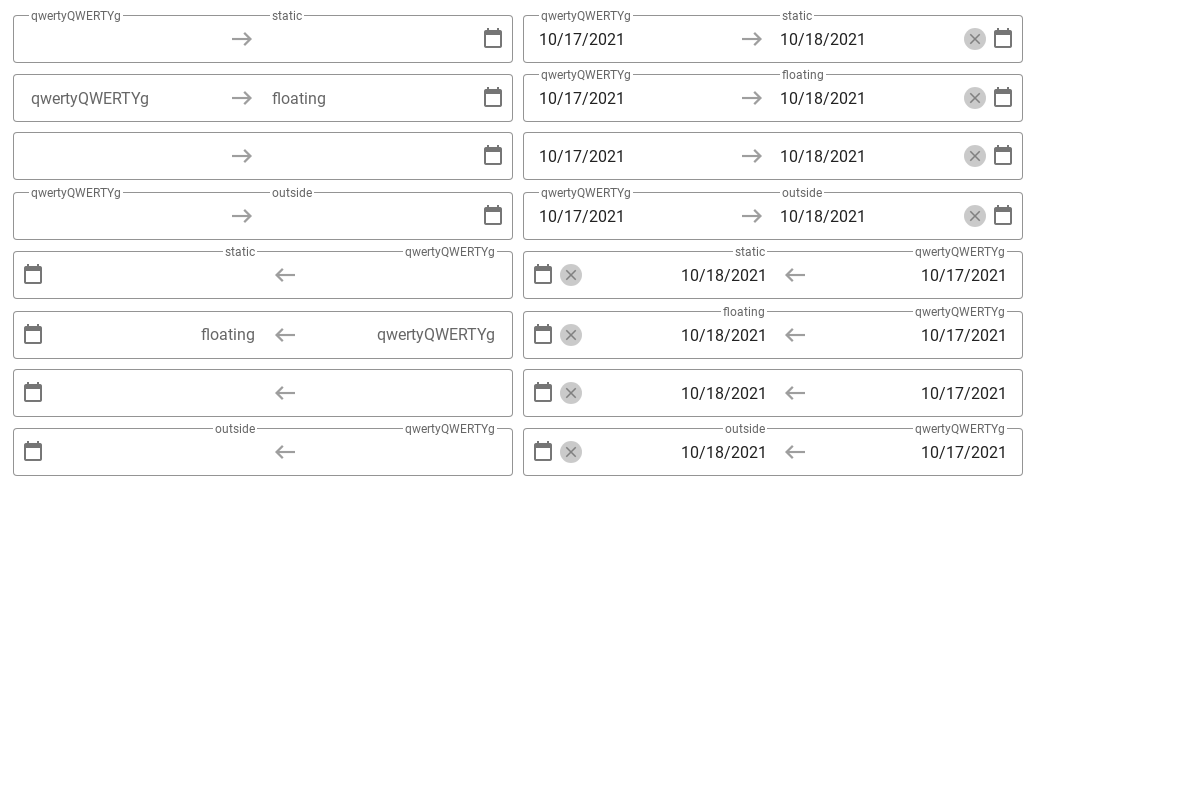 qwertyQWERTYg static qwertyQWERTYg static
10/17/2021 10/18/2021
qwertyQWERTYg floating
qwertyQWERTYg floating 10/17/2021 10/18/2021
10/17/2021 10/18/2021
qwertyQWERTYg outside qwertyQWERTYg outside
10/17/2021 10/18/2021
static qwertyQWERTYg static qwertyQWERTYg
10/18/2021 10/17/2021
floating qwertyQWERTYg
floating qwertyQWERTYg 10/18/2021 10/17/2021
10/18/2021 10/17/2021
outside qwertyQWERTYg outside qwertyQWERTYg
10/18/2021 10/17/2021